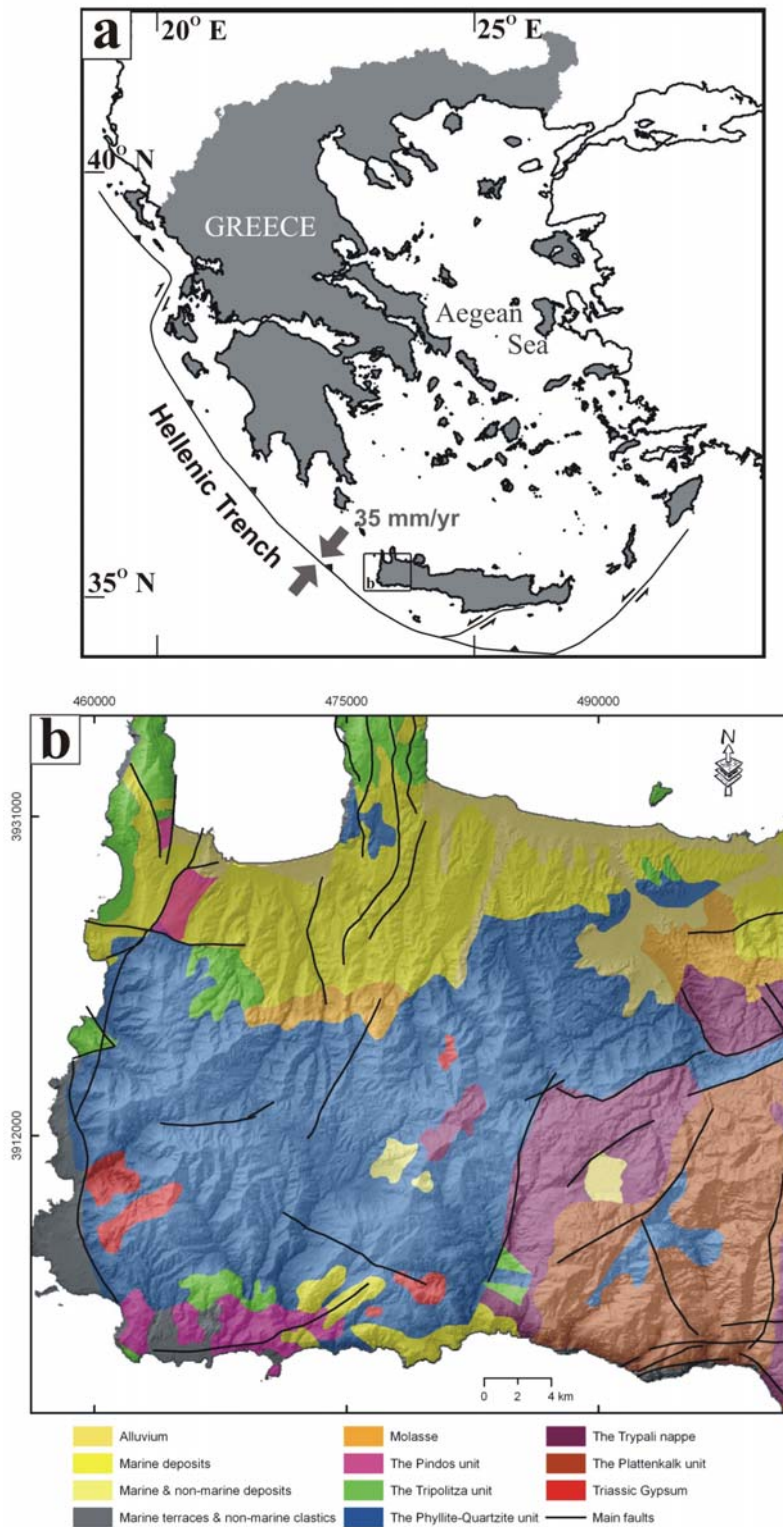 a
20° E
25° E
40° N
GREECE
Aegean
Sea
Hellenic Trench
35 mm/yr
35° N
b
460000
475000
490000
b
N
3931000
3912000
0 2 4 km
Alluvium
Marine deposits
Marine & non-marine deposits
Marine terraces & non-marine clastics
Molasse
The Pindos unit
The Tripolitza unit
The Phyllite-Quartzite unit
The Trypali nappe
The Plattenkalk unit
Triassic Gypsum
Main faults